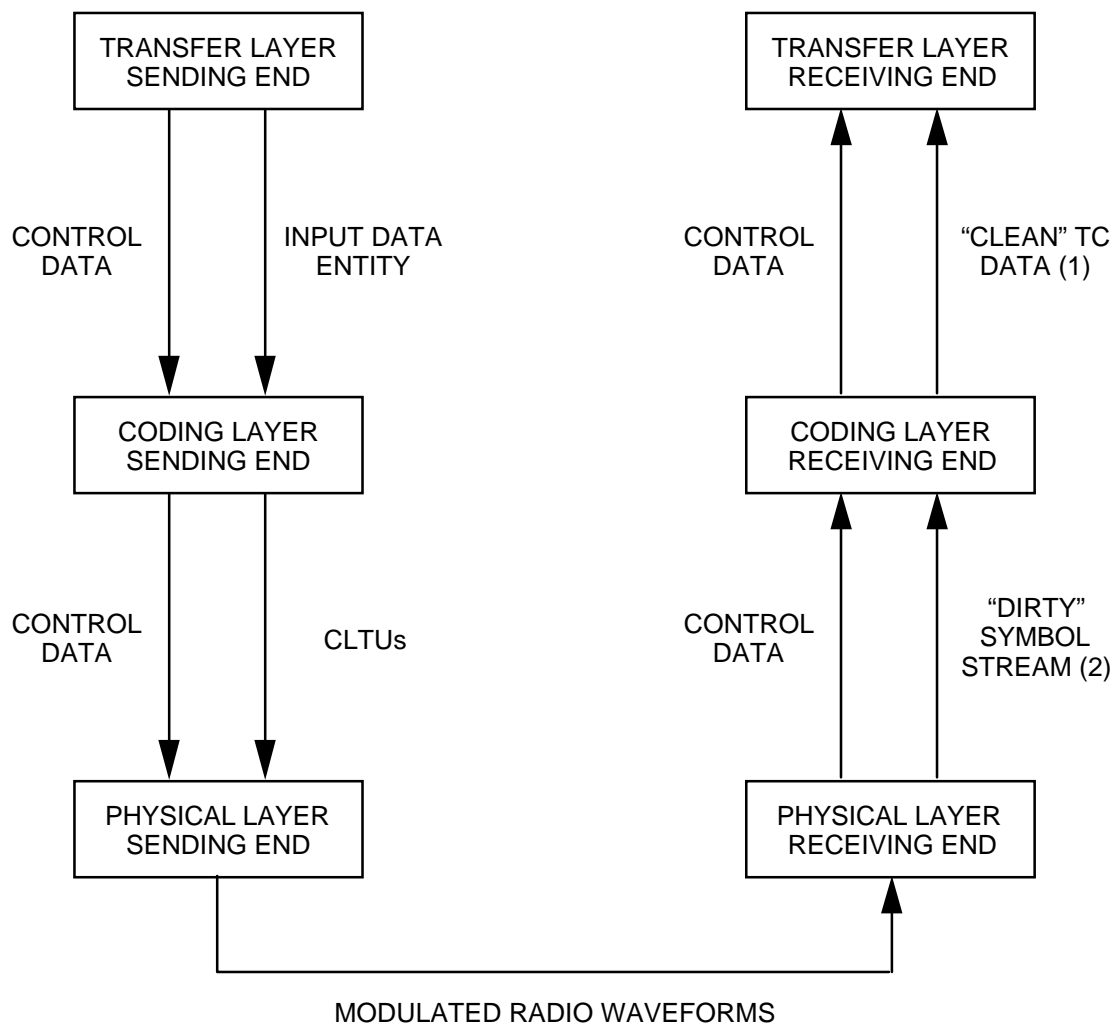 TRANSFER LAYER
SENDING END
TRANSFER LAYER
RECEIVING END
CONTROL
DATA
INPUT DATA
ENTITY
CONTROL
DATA
“CLEAN” TC
DATA (1)
CODING LAYER
SENDING END
CODING LAYER
RECEIVING END
CONTROL
DATA
CLTUs
CONTROL
DATA
“DIRTY”
SYMBOL
STREAM (2)
PHYSICAL LAYER
SENDING END
PHYSICAL LAYER
RECEIVING END
MODULATED RADIO WAVEFORMS